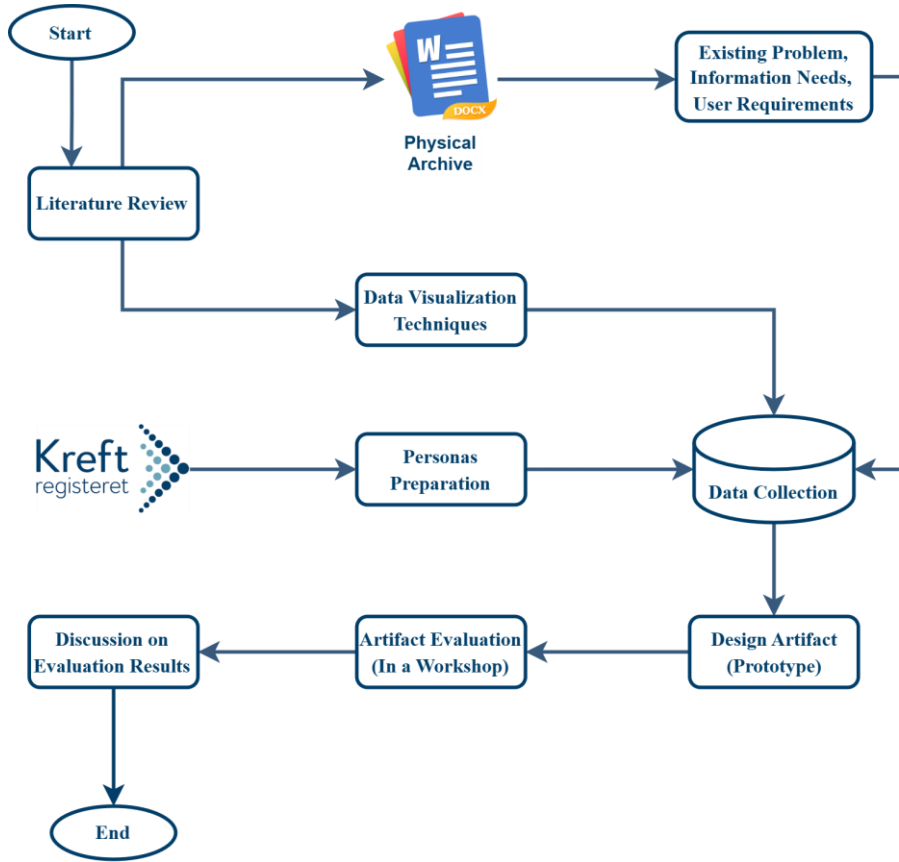 Start
W
DOCX
Physical
Archive
Existing Problem,
Information Needs,
User Requirements
Literature Review
Data Visualization
Techniques
Kreft
registeret
Personas
Preparation
Data Collection
Discussion on
Evaluation Results
Artifact Evaluation
(In a Workshop)
Design Artifact
(Prototype)
End